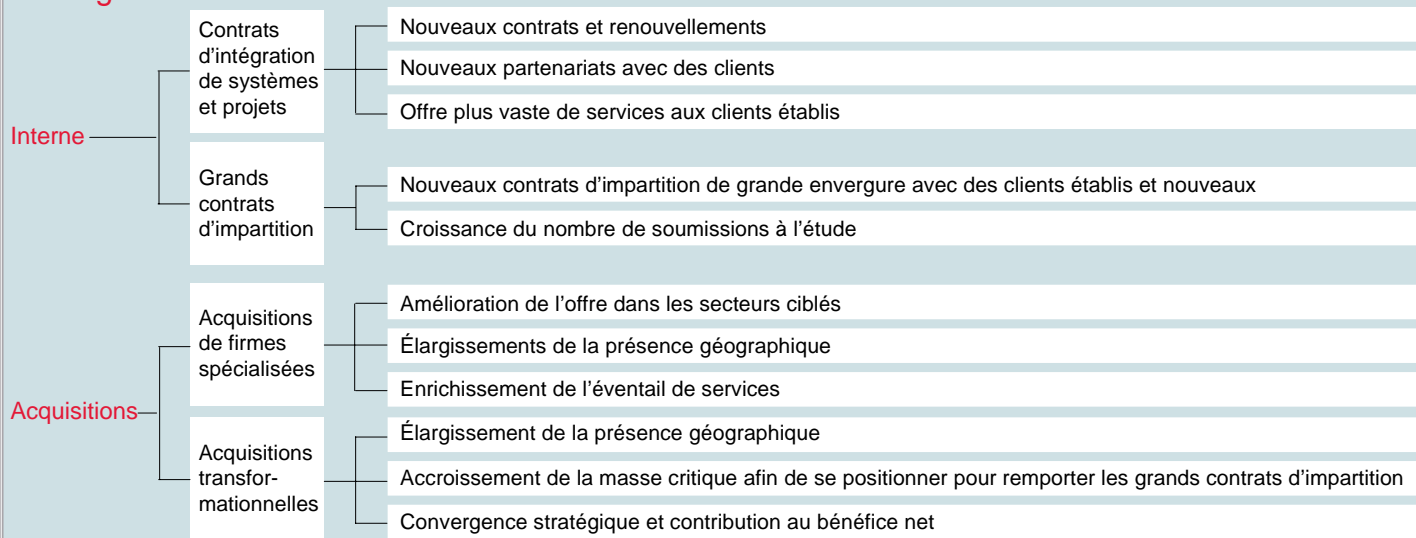 Contrats
d'intégration
de systèmes
et projets
Nouveaux contrats et renouvellements
Nouveaux partenariats avec des clients
Offre plus vaste de services aux clients établis
Interne
Grands
contrats
d'impartition
Nouveaux contrats d'impartition de grande envergure avec des clients établis et nouveaux
Croissance du nombre de soumissions à l'étude
Acquisitions
de firmes
spécialisées
Amélioration de l'offre dans les secteurs ciblés
Élargissements de la présence géographique
Enrichissement de l'éventail de services
Acquisitions
Acquisitions
transfor-
mationnelles
Élargissement de la présence géographique
Accroissement de la masse critique afin de se positionner pour remporter les grands contrats d'impartition
Convergence stratégique et contribution au bénéfice net